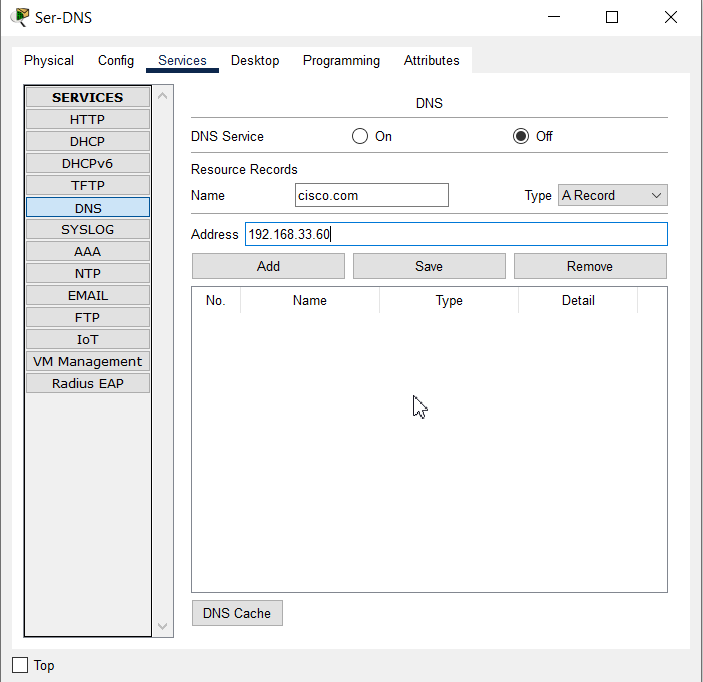 Ser-DNS
Physical Config Services Desktop Programming Attributes
SERVICES
HTTP
DHCP
DHCPv6
TFTP
DNS
SYSLOG
AAA
NTP
EMAIL
FTP
IoT
VM Management
Radius EAP
DNS
DNS Service On Off
Resource Records
Name cisco.com Type A Record
Address 192.168.33.60
Add Save Remove
No. Name Type Detail
DNS Cache
Top